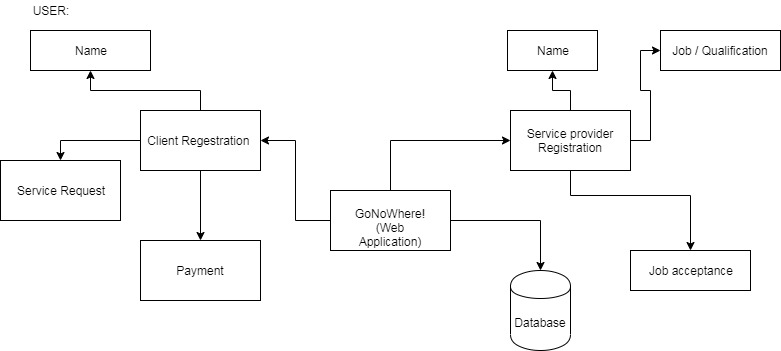 USER:
Name
Name
Job / Qualification
Client Regestration
Service provider
Registration
Service Request
GoNoWhere!
(Web
Application)
Payment
Job acceptance
Database